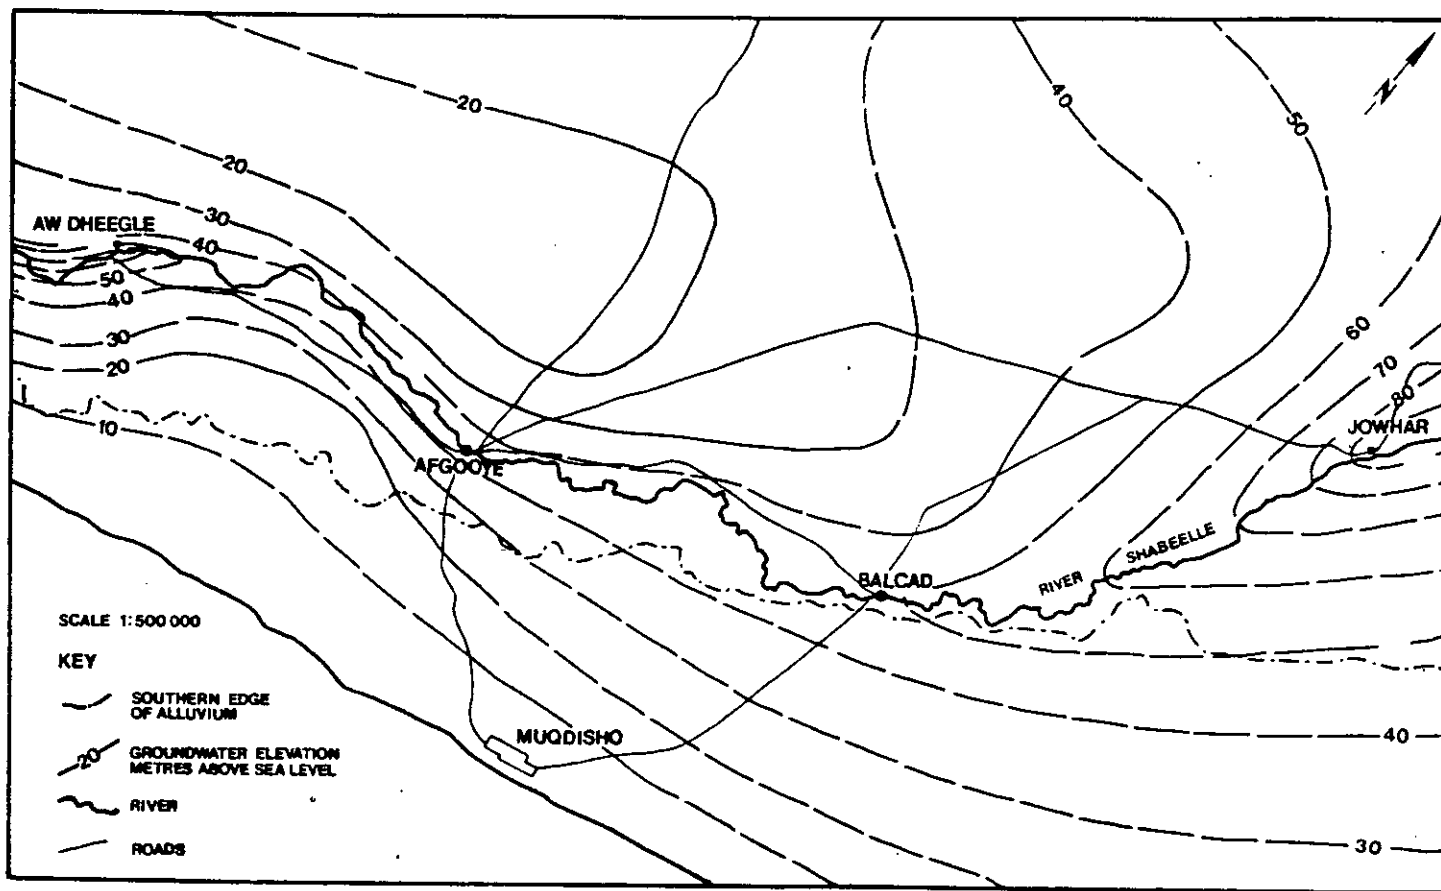 N
20
40
50
20
30
40
AW DHEEGLE
50
40
30
20
10
60
70
80
JOWHAR
AFGOOYE
RIVER SHABEELLE
BALCAD
MUQDISHO
40
30
SCALE 1:500 000
KEY
SOUTHERN EDGE
OF ALLUVIUM
20
GROUNDWATER ELEVATION
METRES ABOVE SEA LEVEL
RIVER
ROADS